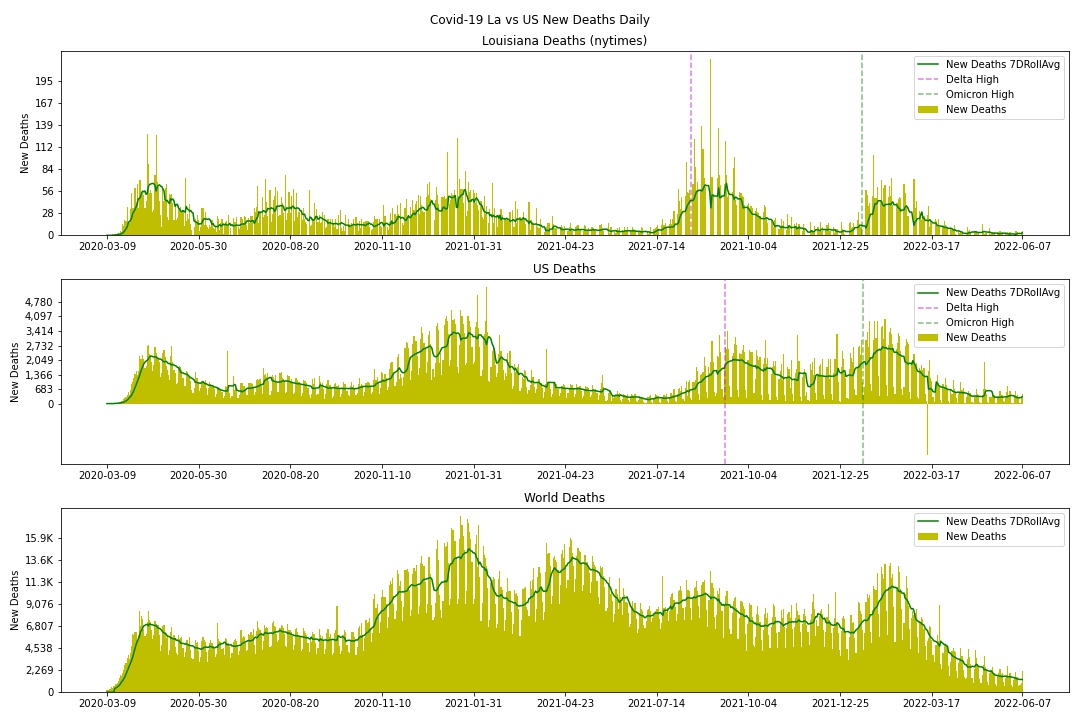 Covid-19 La vs US New Deaths Daily
Louisiana Deaths (nytimes)
New Deaths
195
167
139
112
84
56
28
0
New Deaths 7DRollAvg
Delta High
Omicron High
New Deaths
2020-03-09 2020-05-30 2020-08-20 2020-11-10 2021-01-31 2021-04-23 2021-07-14 2021-10-04 2021-12-25 2022-03-17 2022-06-07
US Deaths
New Deaths
4,780
4,097
3,414
2,732
2,049
1,366
683
0
New Deaths 7DRollAvg
Delta High
Omicron High
New Deaths
2020-03-09 2020-05-30 2020-08-20 2020-11-10 2021-01-31 2021-04-23 2021-07-14 2021-10-04 2021-12-25 2022-03-17 2022-06-07
World Deaths
New Deaths
15.9K
13.6K
11.3K
9,076
6,807
4,538
2,269
0
New Deaths 7DRollAvg
New Deaths
2020-03-09 2020-05-30 2020-08-20 2020-11-10 2021-01-31 2021-04-23 2021-07-14 2021-10-04 2021-12-25 2022-03-17 2022-06-07